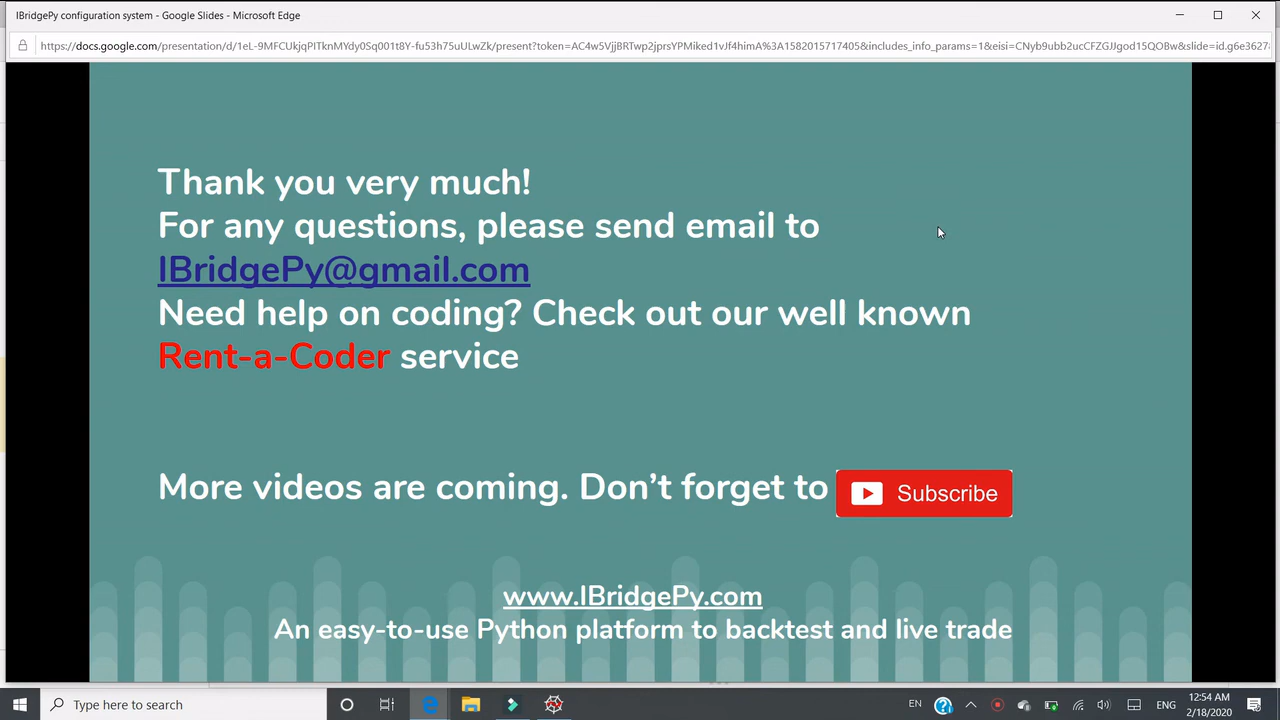 IBridgePy configuration system - Google Slides - Microsoft Edge
Thank you very much!
For any questions, please send email to
IBridgePy@gmail.com
Need help on coding? Check out our well known
Rent-a-Coder service
More videos are coming. Don't forget to
Subscribe
www.IBridgePy.com
An easy-to-use Python platform to backtest and live trade
Type here to search
EN
ENG
12:54 AM
2/18/2020